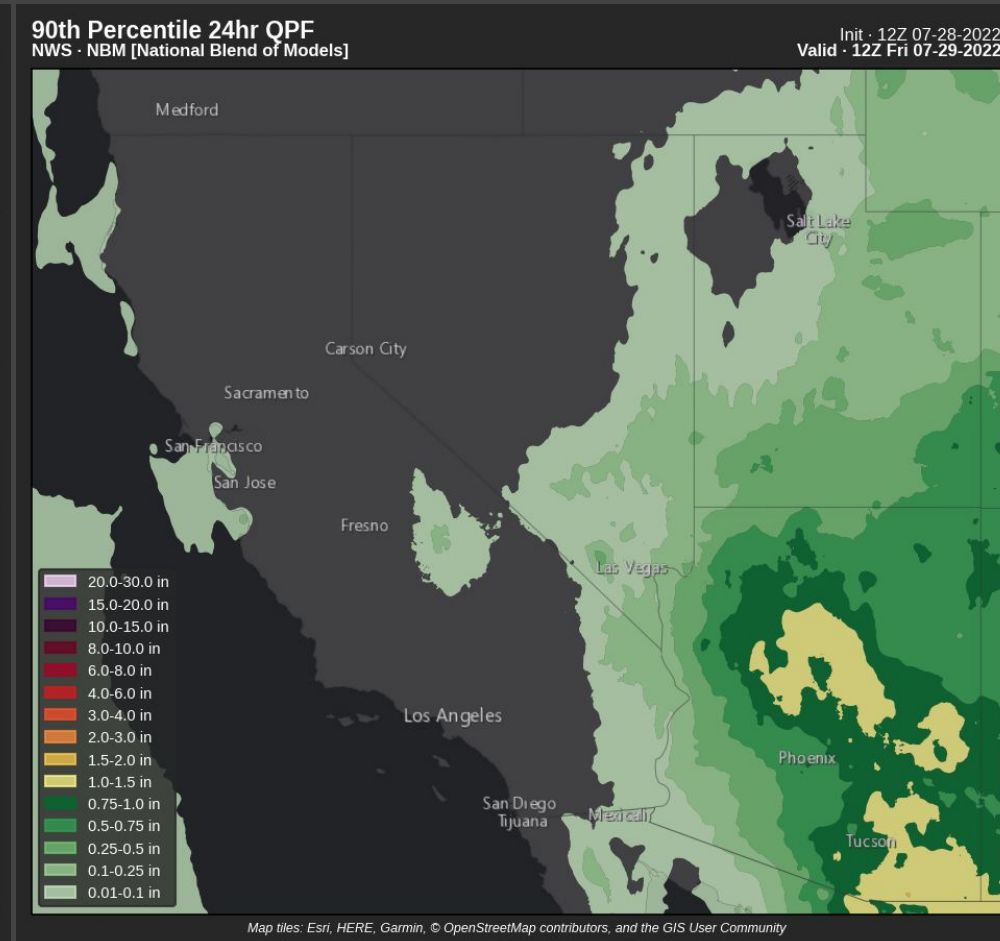 90th Percentile 24hr QPF
NWS · NBM [National Blend of Models]
Init · 12Z 07-28-2022
Valid · 12Z Fri 07-29-2022
Medford
Salt Lake
City
Carson City
Sacramento
San Francisco
San Jose
Fresno
Las Vegas
Los Angeles
Phoenix
San Diego
Tijuana
Mexicali
Tucson
20.0-30.0 in
15.0-20.0 in
10.0-15.0 in
8.0-10.0 in
6.0-8.0 in
4.0-6.0 in
3.0-4.0 in
2.0-3.0 in
1.5-2.0 in
1.0-1.5 in
0.75-1.0 in
0.5-0.75 in
0.25-0.5 in
0.1-0.25 in
0.01-0.1 in
Map tiles: Esri, HERE, Garmin, © OpenStreetMap contributors, and the GIS User Community